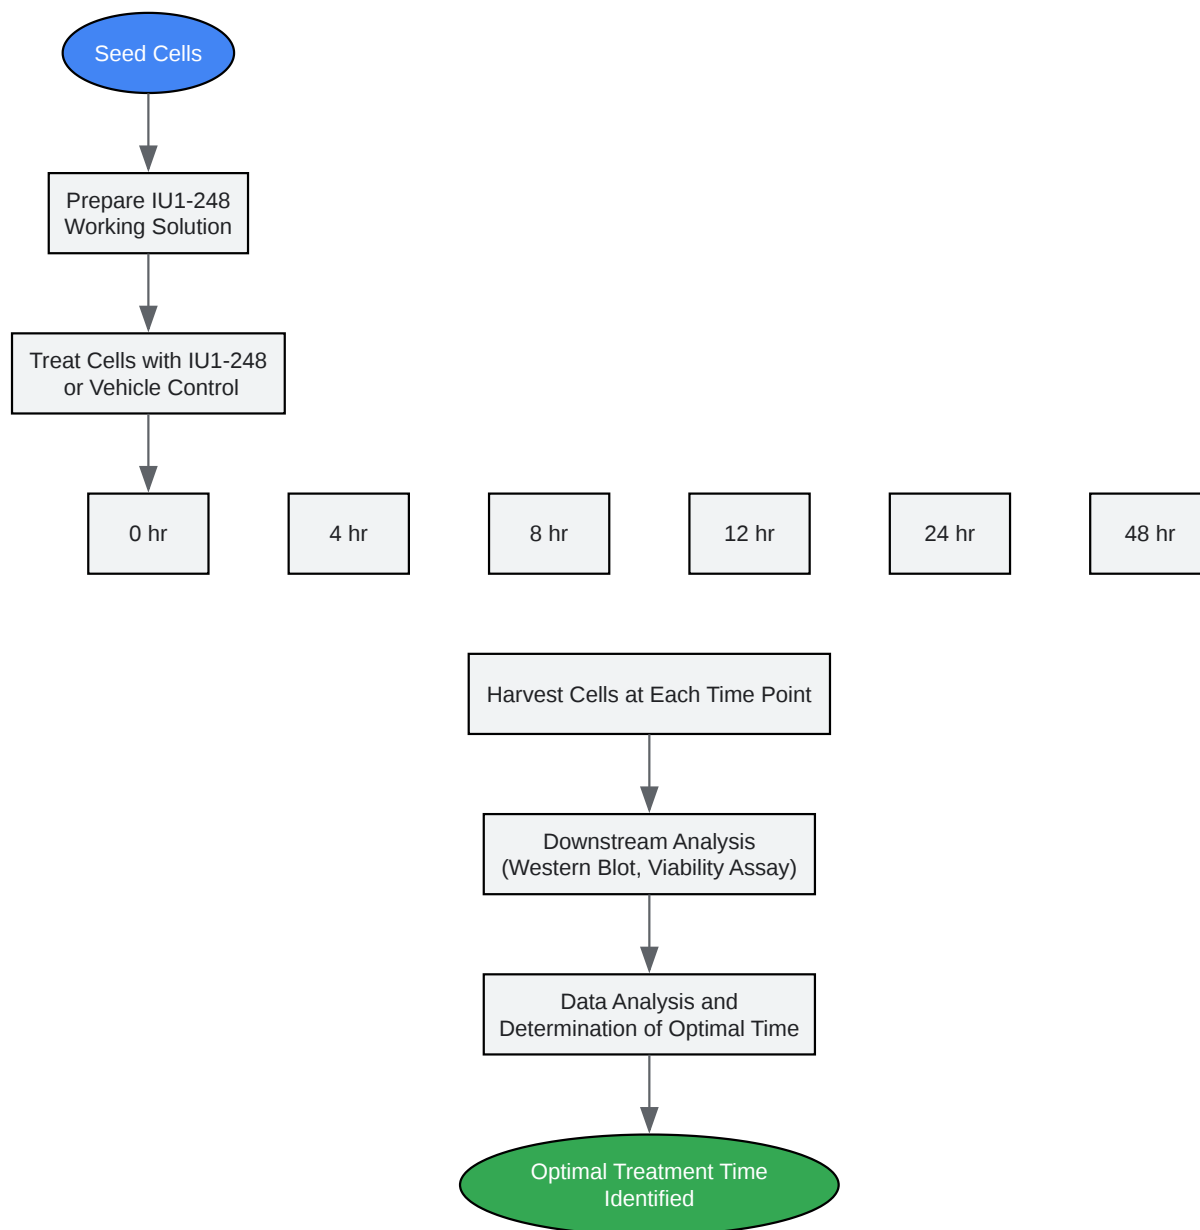 Seed Cells
Prepare IU1-248
Working Solution
Treat Cells with IU1-248
or Vehicle Control
0 hr
4 hr
8 hr
12 hr
24 hr
48 hr
Harvest Cells at Each Time Point
Downstream Analysis
(Western Blot, Viability Assay)
Data Analysis and
Determination of Optimal Time
Optimal Treatment Time
Identified